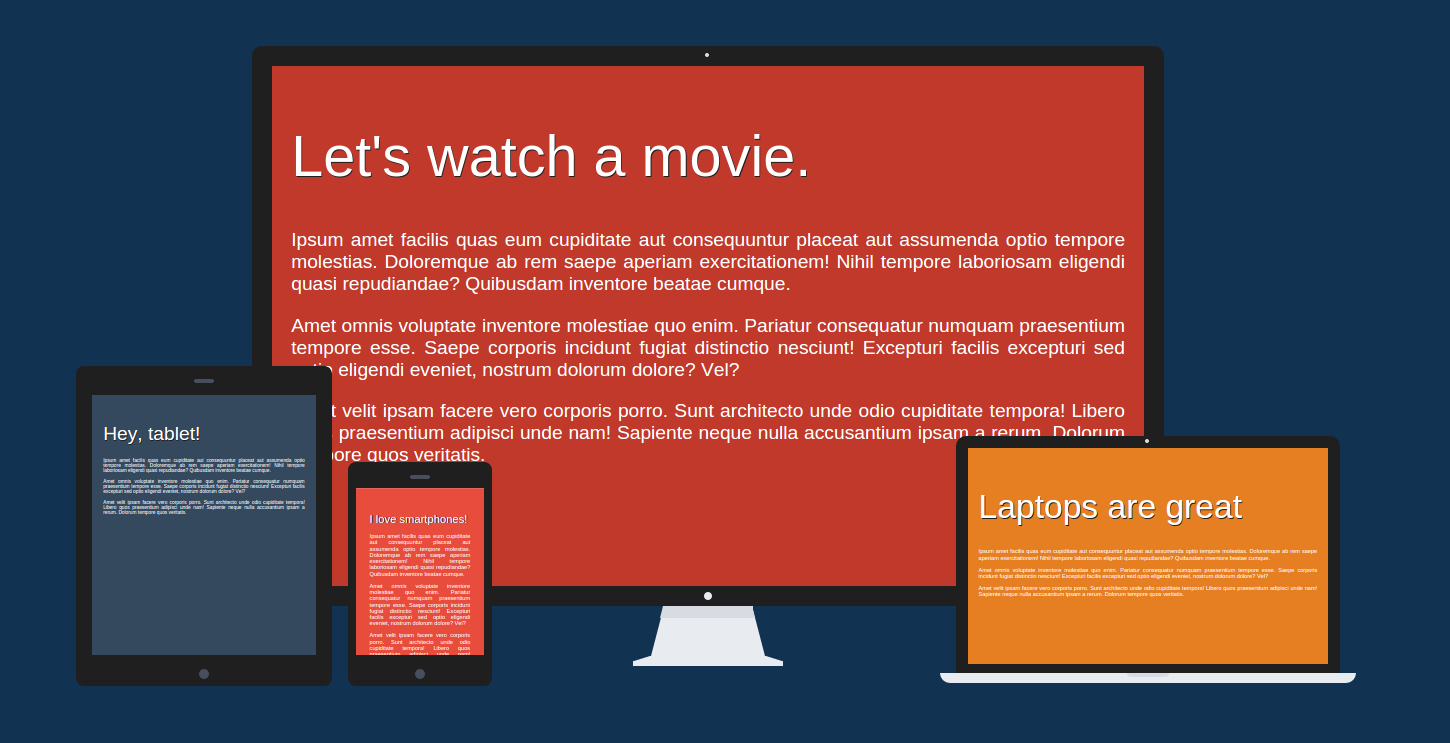 Let's watch a movie.
Ipsum amet facilis quas eum cupiditate aut consequuntur placeat aut assumenda optio tempore
molestias. Doloremque ab rem saepe aperiam exercitationem! Nihil tempore laboriosam eligendi
quasi repudiandae? Quibusdam inventore beatae cumque.
Amet omnis voluptate inventore molestiae quo enim. Pariatur consequatur numquam praesentium
tempore esse. Saepe corporis incidunt fugiat distinctio nesciunt! Excepturi facilis excepturi sed
eligendi eveniet, nostrum dolorum dolore? Vel?
velit ipsam facere vero corporis porro. Sunt architecto unde odio cupiditate tempora! Libero
praesentium adipisci unde nam! Sapiente neque nulla accusantium ipsam a rerum. Dolorum
quos veritatis.
Hey, tablet!
Ipsum amet facilis quas eum cupiditate aut consequuntur placeat aut assumenda optio
tempore molestias. Doloremque ab rem saepe aperiam exercitationem! Nihil tempore
laboriosam eligendi quasi repudiandae? Quibusdam inventore beatae cumque.
Amet omnis voluptate inventore molestiae quo enim. Pariatur consequatur numquam
praesentium tempore esse. Saepe corporis incidunt fugiat distinctio nesciunt! Excepturi facilis
excepturi sed optio eligendi eveniet, nostrum dolorum dolore? Vel?
Amet velit ipsam facere vero corporis porro. Sunt architecto unde odio cupiditate tempora!
Libero quos praesentium adipisci unde nam! Sapiente neque nulla accusantium ipsam a
rerum. Dolorum tempore quos veritatis.
I love smartphones!
Ipsum amet facilis quas eum cupiditate
aut consequuntur placeat aut
assumenda optio tempore molestias.
Doloremque ab rem saepe aperiam
exercitationem! Nihil tempore
laboriosam eligendi quasi repudiandae?
Quibusdam inventore beatae cumque.
Amet omnis voluptate inventore
molestiae quo enim. Pariatur
consequatur numquam praesentium
tempore esse. Saepe corporis incidunt
fugiat distinctio nesciunt! Excepturi
facilis excepturi sed optio eligendi
eveniet, nostrum dolorum dolore? Vel?
Amet velit ipsam facere vero corporis
porro. Sunt architecto unde odio
cupiditate tempora! Libero quos
praesentium adipisci unde nam!
Laptops are great
Ipsum amet facilis quas eum cupiditate aut consequuntur placeat aut assumenda optio tempore molestias. Doloremque ab rem saepe
aperiam exercitationem! Nihil tempore laboriosam eligendi quasi repudiandae? Quibusdam inventore beatae cumque.
Amet omnis voluptate inventore molestiae quo enim. Pariatur consequatur numquam praesentium tempore esse. Saepe corporis
incidunt fugiat distinctio nesciunt! Excepturi facilis excepturi sed optio eligendi eveniet, nostrum dolorum dolore? Vel?
Amet velit ipsam facere vero corporis porro. Sunt architecto unde odio cupiditate tempora! Libero quos praesentium adipisci unde nam!
Sapiente neque nulla accusantium ipsam a rerum. Dolorum tempore quos veritatis.